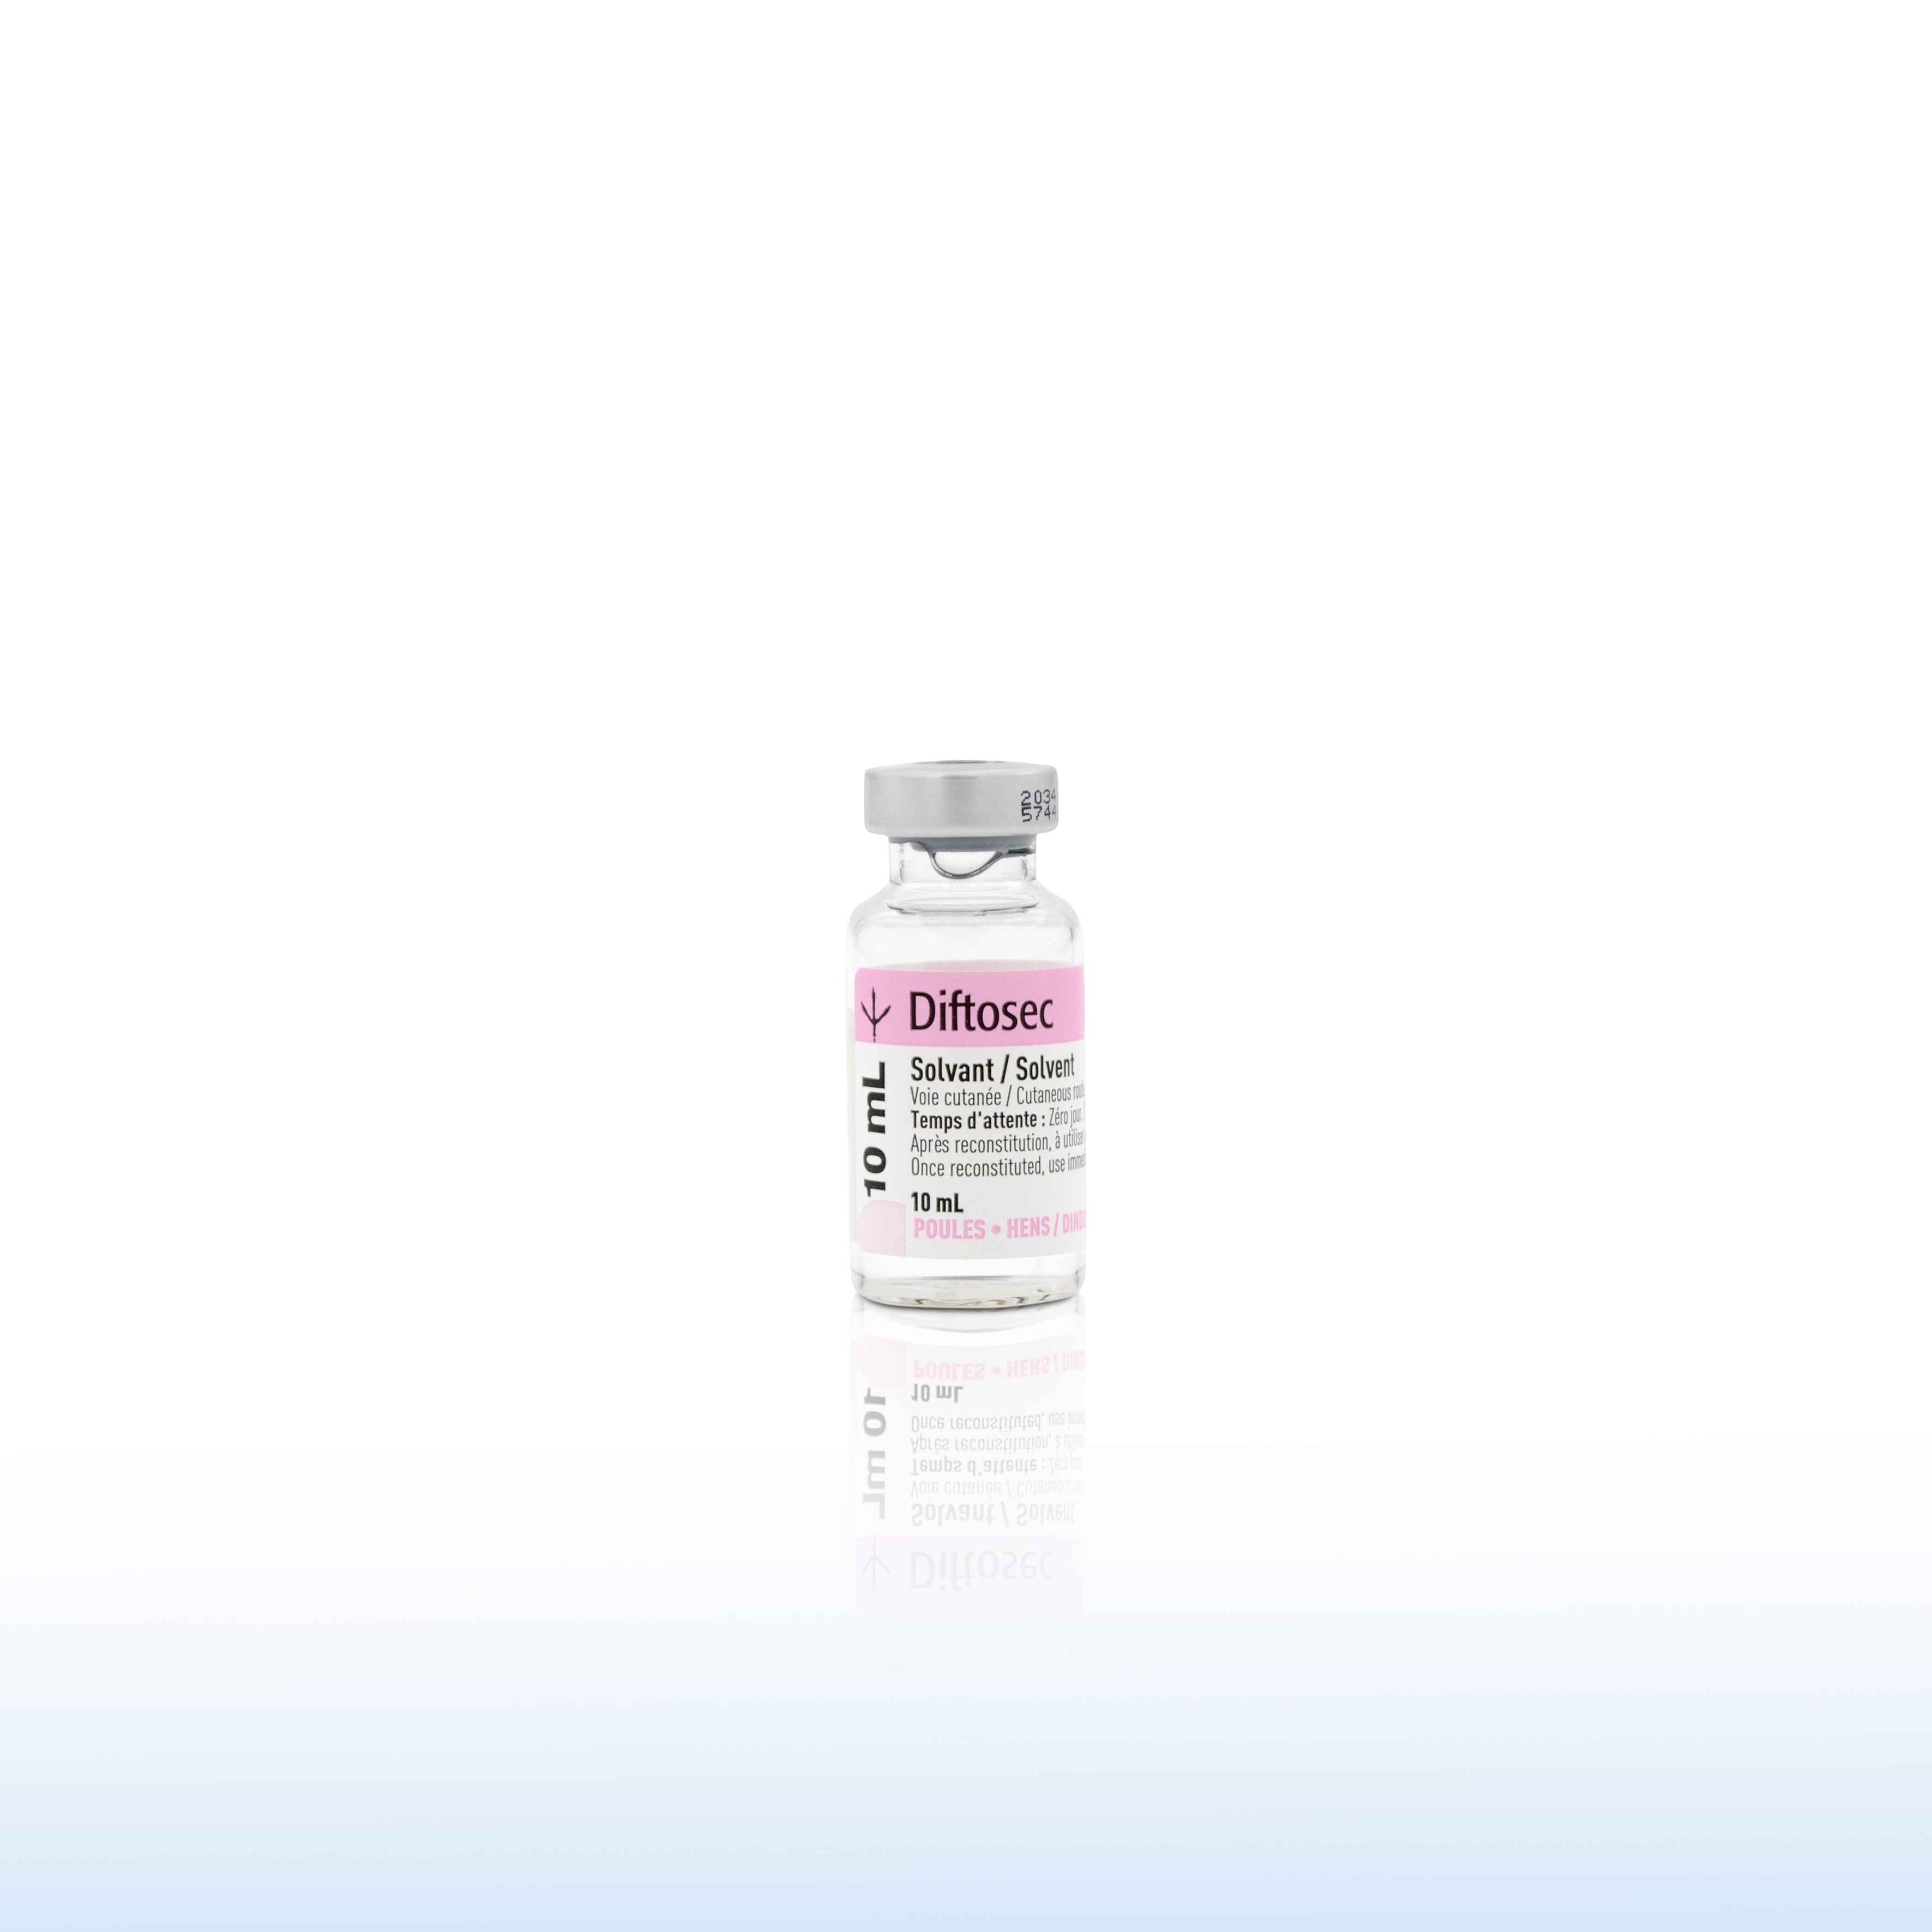 2034
5744
Diftosec
10 mL
Solvant / Solvent
Voie cutanée / Cutaneous
Temps d'attente : Zéro jour.
Après reconstitution, à utiliser
Once reconstituted, use
10 mL
POULES • HENS /